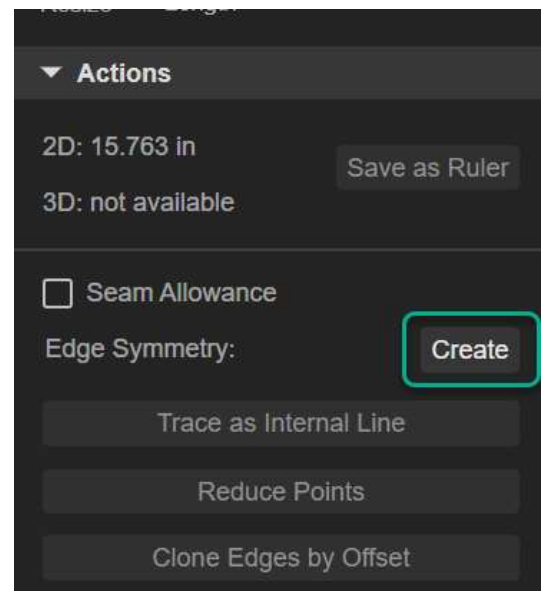 Actions
2D: 15.763 in
Save as Ruler
3D: not available
Seam Allowance
Edge Symmetry: Create
Trace as Internal Line
Reduce Points
Clone Edges by Offset